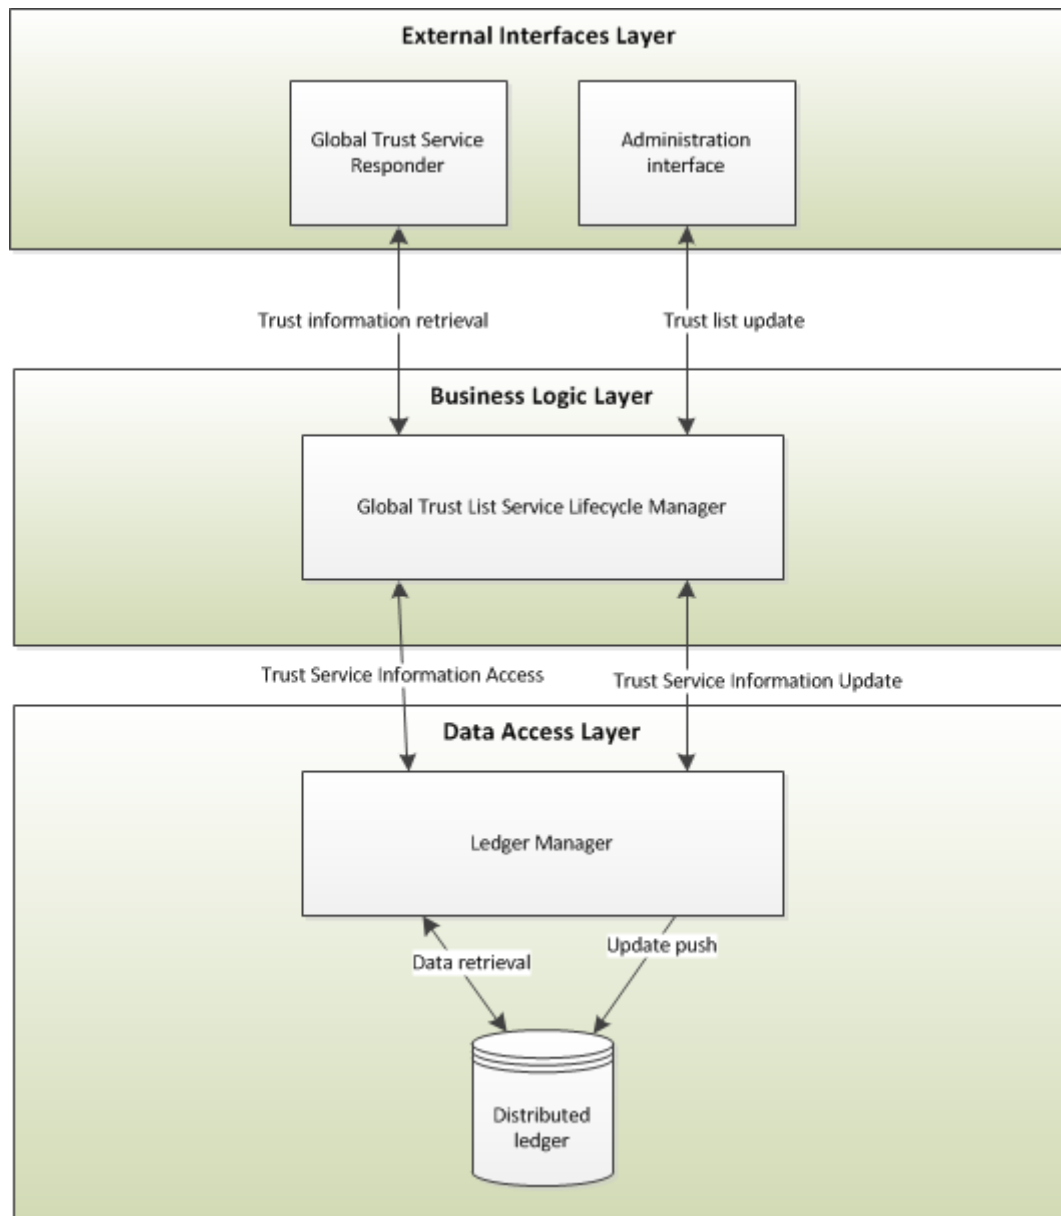 External Interfaces Layer
Global Trust Service
Responder
Administration
interface
Trust information retrieval
Trust list update
Business Logic Layer
Global Trust List Service Lifecycle Manager
Trust Service Information Access
Trust Service Information Update
Data Access Layer
Ledger Manager
Update push
Data retrieval
Distributed
ledger